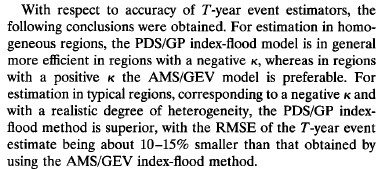 With respect to accuracy of T-year event estimators, the
following conclusions were obtained. For estimation in homo-
geneous regions, the PDS/GP index-flood model is in general
more efficient in regions with a negative κ, whereas in regions
with a positive κ the AMS/GEV model is preferable. For
estimation in typical regions, corresponding to a negative κ and
with a realistic degree of heterogeneity, the PDS/GP index-
flood method is superior, with the RMSE of the T-year event
estimate being about 10–15% smaller than that obtained by
using the AMS/GEV index-flood method.